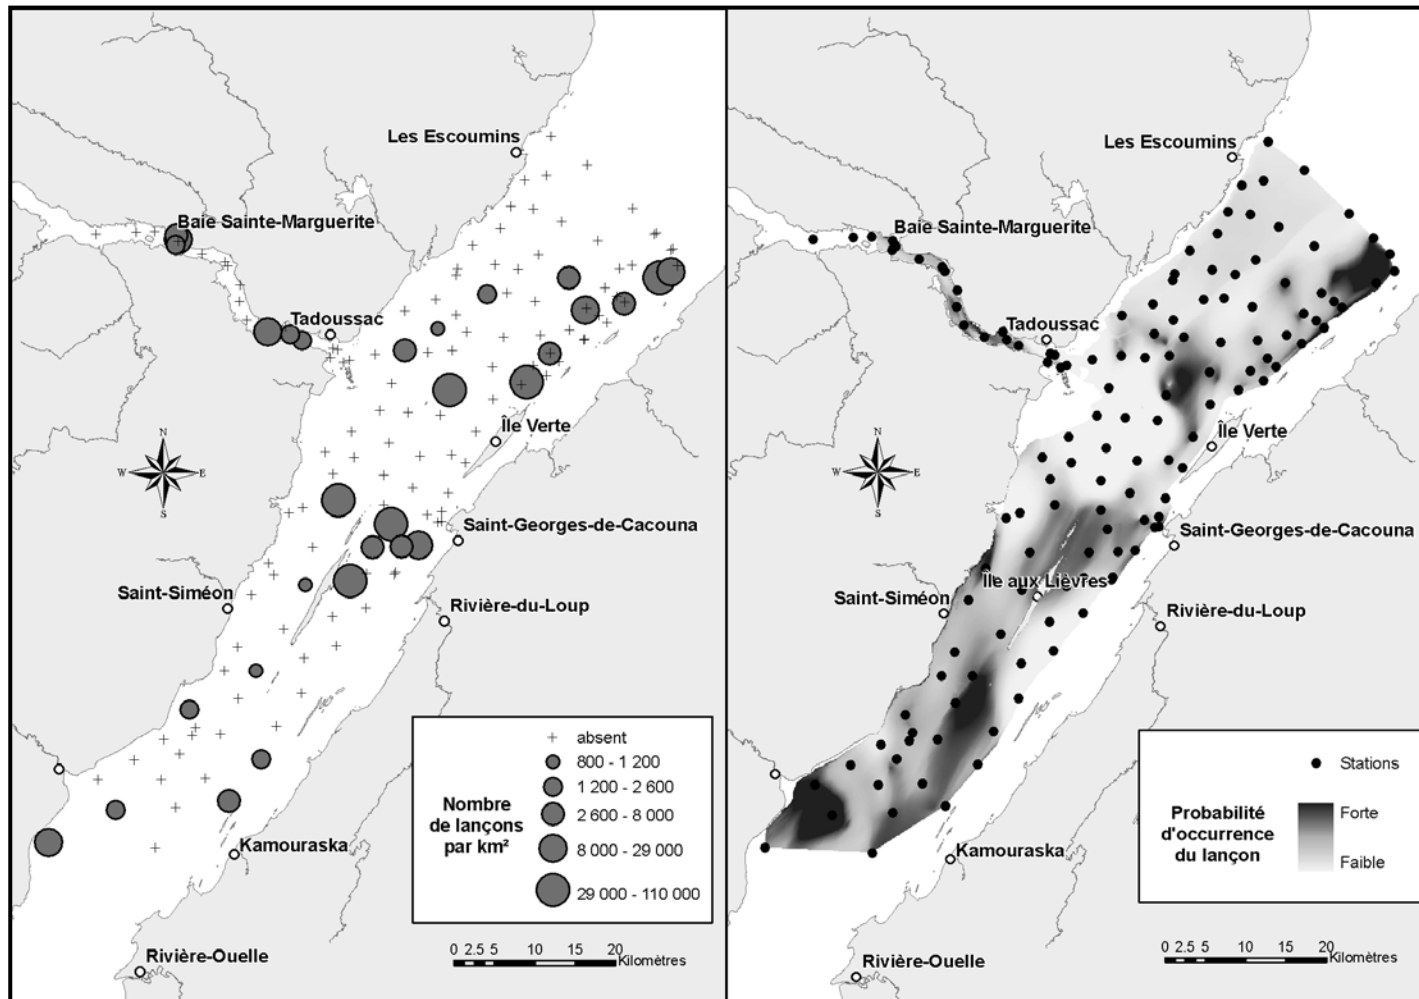 Les Escoumins
Baie Sainte-Marguerite
Tadoussac
Île Verte
N
W
E
S
Saint-Georges-de-Cacouna
Saint-Siméon
Rivière-du-Loup
Kamouraska
Rivière-Ouelle
Nombre
de lançons
par km²
absent
800 - 1 200
1 200 - 2 600
2 600 - 8 000
8 000 - 29 000
29 000 - 110 000
0 2.5 5 10 15 20
Kilomètres
Les Escoumins
Baie Sainte-Marguerite
Tadoussac
Île Verte
N
W
E
S
Saint-Georges-de-Cacouna
Île aux Lièvres
Saint-Siméon
Rivière-du-Loup
Kamouraska
Rivière-Ouelle
Stations
Probabilité
d'occurrence
du lançon
Forte
Faible
0 2.5 5 10 15 20
Kilomètres